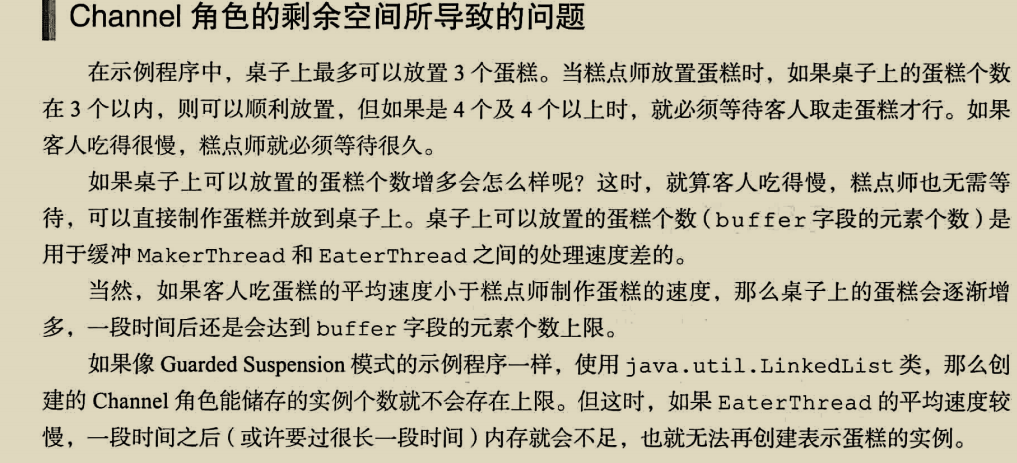 Channel 角色的剩余空间所导致的问题
在示例程序中，桌子上最多可以放置 3 个蛋糕。当糕点师放置蛋糕时，如果桌子上的蛋糕个数
在 3 个以内，则可以顺利放置，但如果是 4 个及 4 个以上时，就必须等待客人取走蛋糕才行。如果
客人吃得很慢，糕点师就必须等待很久。
如果桌子上可以放置的蛋糕个数增多会怎么样呢？这时，就算客人吃得慢，糕点师也无需等
待，可以直接制作蛋糕并放到桌子上。桌子上可以放置的蛋糕个数（buffer 字段的元素个数）是
用于缓冲 MakerThread 和 EaterThread 之间的处理速度差的。
当然，如果客人吃蛋糕的平均速度小于糕点师制作蛋糕的速度，那么桌子上的蛋糕会逐渐增
多，一段时间后还是会达到 buffer 字段的元素个数上限。
如果像 Guarded Suspension 模式的示例程序一样，使用 java.util.LinkedList 类，那么创
建的 Channel 角色能储存的实例个数就不会存在上限。但这时，如果 EaterThread 的平均速度较
慢，一段时间之后（或许要过很长一段时间）内存就会不足，也就无法再创建表示蛋糕的实例。